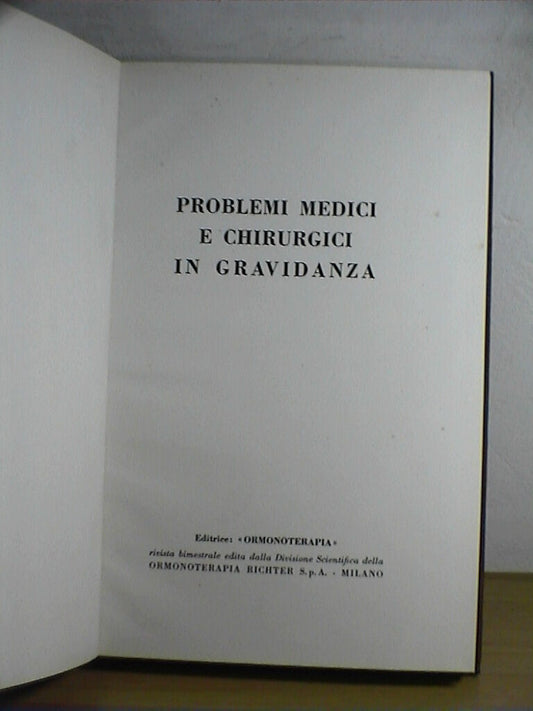 PROBLEMI MEDICI
E CHIRURGICI
IN GRAVIDANZA
Editrice: «ORMONOTERAPIA»
rivista bimestrale edita dalla Divisione Scientifica della
ORMONOTERAPIA RICHTER S.p.A. - MILANO